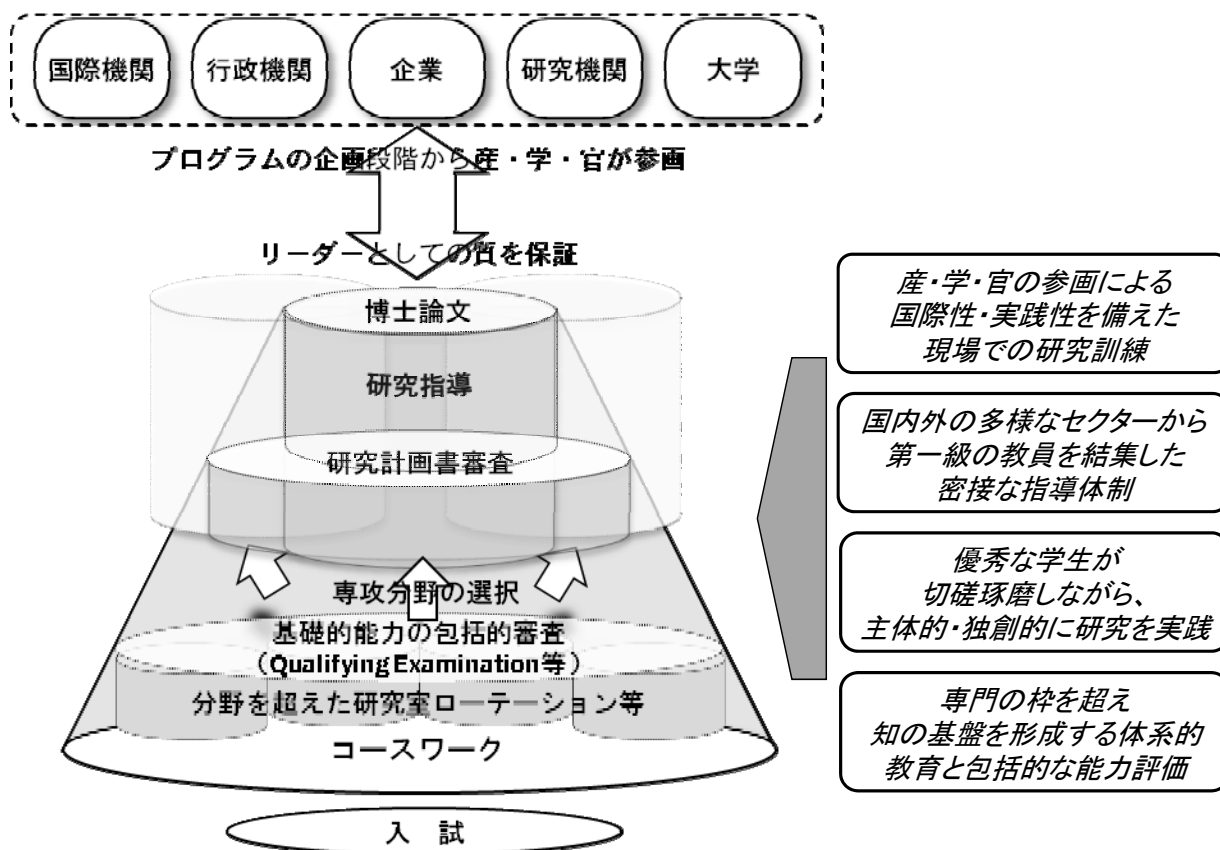 国際機関
行政機関
企業
研究機関
大学
プログラムの企画段階から産・学・官が参画
リーダーとしての質を保証
博士論文
研究指導
研究計画書審査
専攻分野の選択
基礎的能力の包括的審査
（Qualifying Examination等）
分野を超えた研究室ローテーション等
コースワーク
入　試
産・学・官の参画による
国際性・実践性を備えた
現場での研究訓練
国内外の多様なセクターから
第一級の教員を結集した
密接な指導体制
優秀な学生が
切磋琢磨しながら、
主体的・独創的に研究を実践
専門の枠を超え
知の基盤を形成する体系的
教育と包括的な能力評価